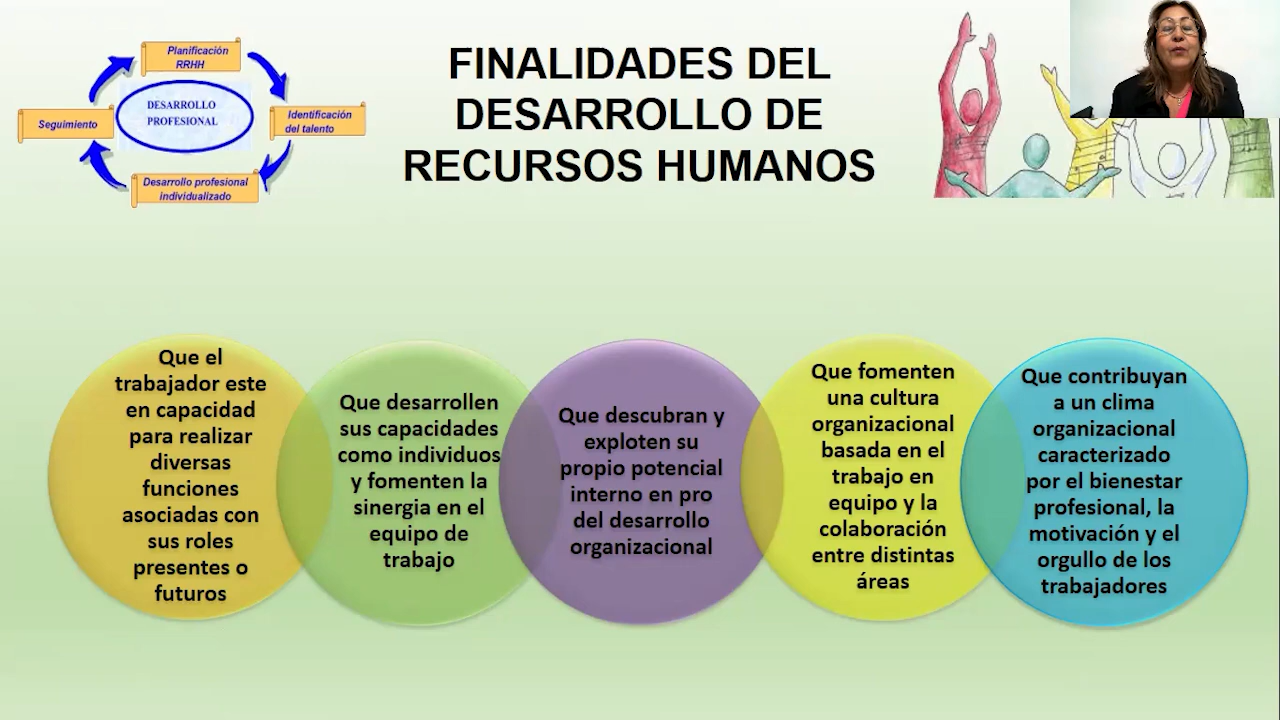 Planificación
RRHH
DESARROLLO
PROFESIONAL
Seguimiento
Identificación
del talento
Desarrollo profesional
individualizado
FINALIDADES DEL
DESARROLLO DE
RECURSOS HUMANOS
Que el
trabajador este
en capacidad
para realizar
diversas
funciones
asociadas con
sus roles
presentes o
futuros
Que desarrollen
sus capacidades
como individuos
y fomenten la
sinergia en el
equipo de
trabajo
Que descubran y
exploten su
propio potencial
interno en pro
del desarrollo
organizacional
Que fomenten
una cultura
organizacional
basada en el
trabajo en
equipo y la
colaboración
entre distintas
áreas
Que contribuyan
a un clima
organizacional
caracterizado
por el bienestar
profesional, la
motivación y el
orgullo de los
trabajadores